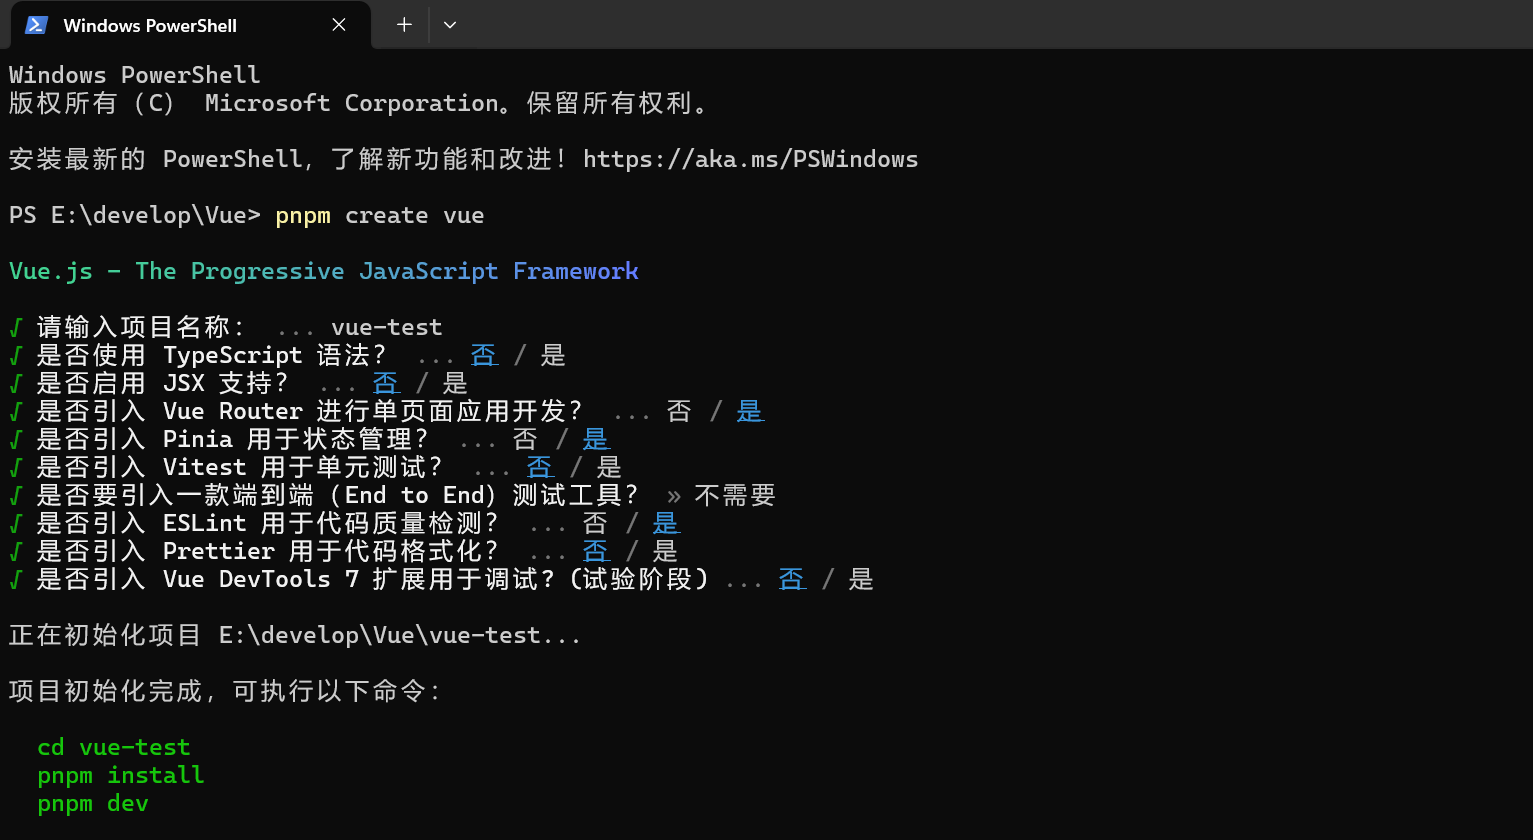 Windows PowerShell
Windows PowerShell
版权所有（C） Microsoft Corporation。保留所有权利。
安装最新的 PowerShell，了解新功能和改进！https://aka.ms/PSWindows
PS E:\develop\Vue> pnpm create vue
Vue.js - The Progressive JavaScript Framework
√ 请输入项目名称： ... vue-test
√ 是否使用 TypeScript 语法？ ... 否 / 是
√ 是否启用 JSX 支持？ ... 否 / 是
√ 是否引入 Vue Router 进行单页面应用开发？ ... 否 / 是
√ 是否引入 Pinia 用于状态管理？ ... 否 / 是
√ 是否引入 Vitest 用于单元测试？ ... 否 / 是
√ 是否要引入一款端到端（End to End）测试工具？ » 不需要
√ 是否引入 ESLint 用于代码质量检测？ ... 否 / 是
√ 是否引入 Prettier 用于代码格式化？ ... 否 / 是
√ 是否引入 Vue DevTools 7 扩展用于调试? (试验阶段) ... 否 / 是
正在初始化项目 E:\develop\Vue\vue-test...
项目初始化完成，可执行以下命令：
cd vue-test
pnpm install
pnpm dev